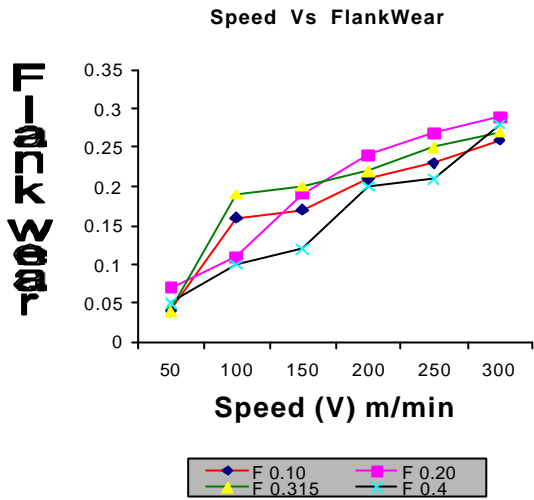 Speed Vs FlankWear
Flank wear
0.35
0.3
0.25
0.2
0.15
0.1
0.05
0
50 100 150 200 250 300
Speed (V) m/min
F 0.10 F 0.20
F 0.315 F 0.4